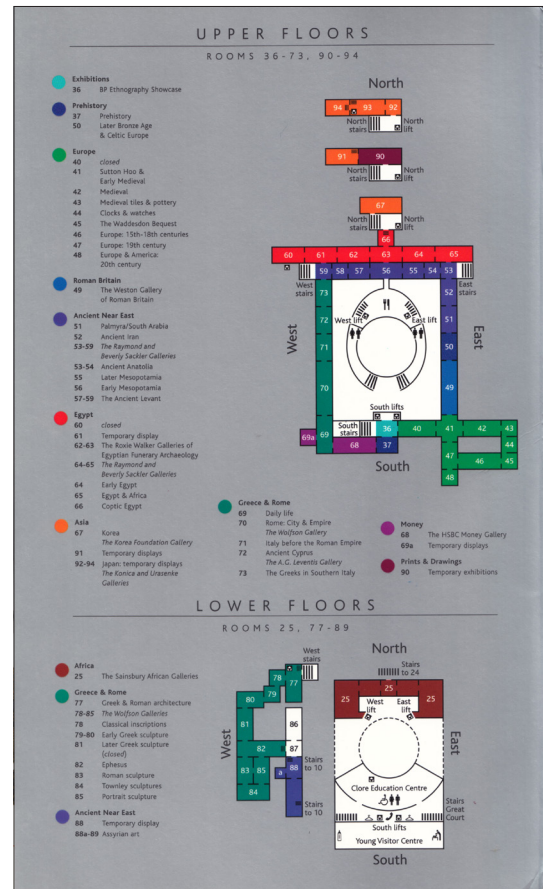 UPPER FLOORS
ROOMS 36-73, 90-94
Exhibitions
36 BP Ethnography Showcase
Prehistory
37 Prehistory
50 Later Bronze Age
& Celtic Europe
Europe
40 closed
41 Sutton Hoo &
Early Medieval
42 Medieval
43 Medieval tiles & pottery
44 Clocks & watches
45 The Waddesdon Bequest
46 Europe: 15th-18th centuries
47 Europe: 19th century
48 Europe & America:
20th century
Roman Britain
49 The Weston Gallery
of Roman Britain
Ancient Near East
51 Palmyra/South Arabia
52 Ancient Iran
53-59 The Raymond and
Beverly Sackler Galleries
53-54 Ancient Anatolia
55 Later Mesopotamia
56 Early Mesopotamia
57-59 The Ancient Levant
Egypt
60 closed
61 Temporary display
62-63 The Roxie Walker Galleries of
Egyptian Funerary Archaeology
64-65 The Raymond and
Beverly Sackler Galleries
64 Early Egypt
65 Egypt & Africa
66 Coptic Egypt
Asia
67 Korea
The Korea Foundation Gallery
91 Temporary displays
92-94 Japan: temporary displays
The Konica and Urasenke
Galleries
North
94 93 92
North stairs
North lift
91 90
North stairs
North lift
67
North stairs
North lift
66
60 61 62 63 64 65
59 58 57 56 55 54 53
West stairs
East stairs
73 52
72 West lift East lift 51
West
East
71 50
70 49
South lifts
South stairs
69a 69 68 36 37 40 41 42 43
44
47 46 45
48
South
Greece & Rome
69 Daily life
70 Rome: City & Empire
The Wolfson Gallery
71 Italy before the Roman Empire
72 Ancient Cyprus
The A.G. Leventis Gallery
73 The Greeks in Southern Italy
Money
68 The HSBC Money Gallery
69a Temporary displays
Prints & Drawings
90 Temporary exhibitions
LOWER FLOORS
ROOMS 25, 77-89
Africa
25 The Sainsbury African Galleries
Greece & Rome
77 Greek & Roman architecture
78-85 The Wolfson Galleries
78 Classical inscriptions
79-80 Early Greek sculpture
81 Later Greek sculpture
(closed)
82 Ephesus
83 Roman sculpture
84 Townley sculptures
85 Portrait sculpture
Ancient Near East
88 Temporary display
88a-89 Assyrian art
West stairs
78 77
80 79
81 86
82 87
83 85 a 88
84
West
Stairs to 10
Stairs to 10
North
Stairs to 24
25 25 25
West lift
East lift
East
Clore Education Centre
Stairs Great Court
South lifts
Young Visitor Centre
South